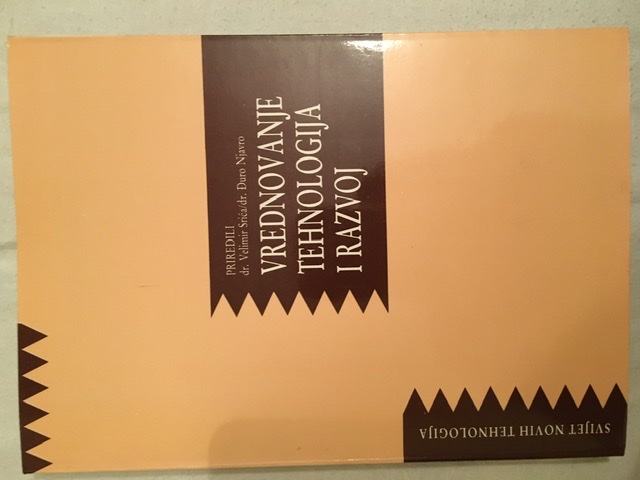 PRIREDILI
dr. Velimir Srića/dr. Đuro Njavro
VREDNOVANJE
TEHNOLOGIJA
I RAZVOJ
SVIJET NOVIH TEHNOLOGIJA